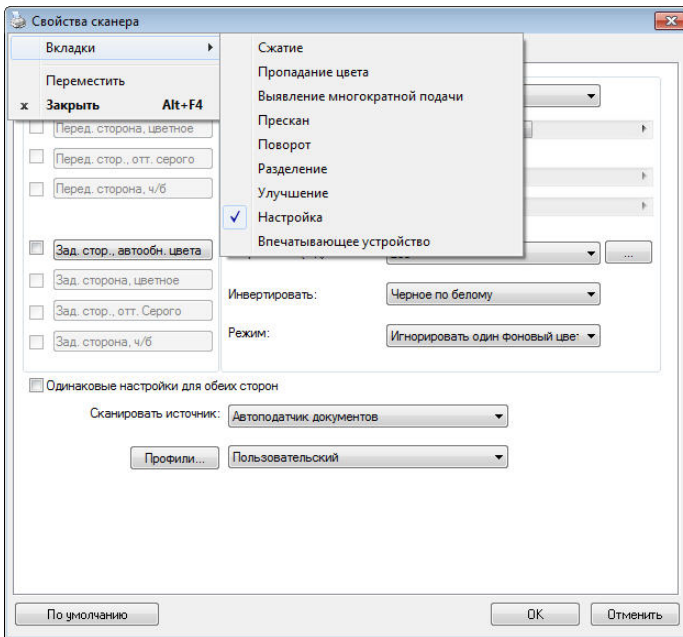 Свойства сканера
Вкладки
Переместить
x Закрыть Alt+F4
Сжатие
Пропадание цвета
Выявление многократной подачи
Прескан
Поворот
Разделение
Улучшение
Настройка
Впечатывающее устройство
Перед. сторона, цветное
Перед. стор., отт. серого
Перед. сторона, ч/б
Зад. стор., автообн. цвета
...
Зад. сторона, цветное
Инвертировать:
Черное по белому
Зад. стор., отт. Серого
Зад. сторона, ч/б
Режим:
Игнорировать один фоновый цве
Одинаковые настройки для обеих сторон
Сканировать источник:
Автоподатчик документов
Профили...
Пользовательский
По умолчанию
OK
Отменить